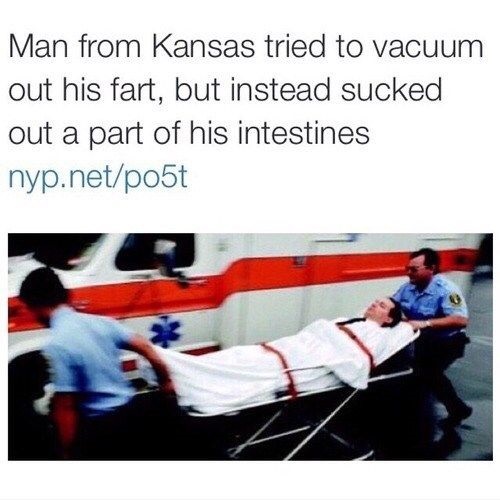 Man from Kansas tried to vacuum
out his fart, but instead sucked
out a part of his intestines
nyp.net/po5t